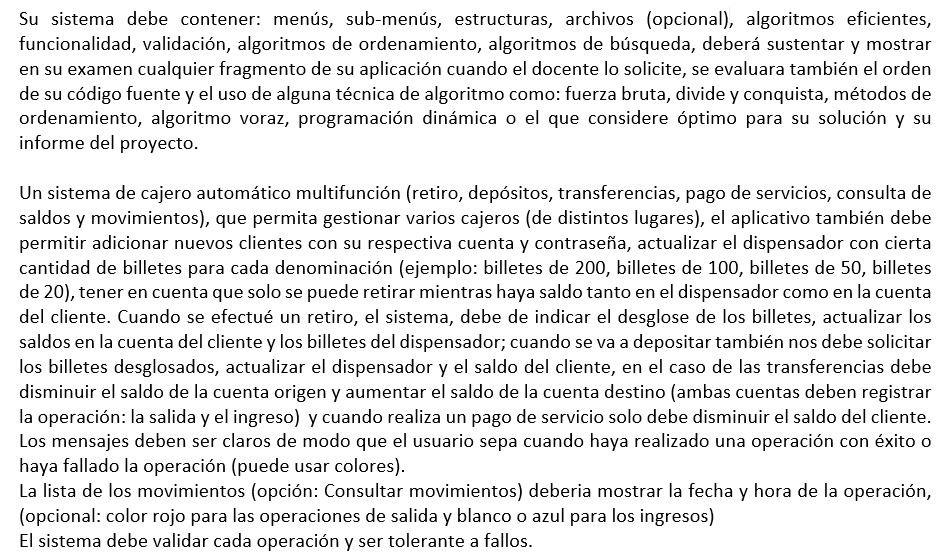 Su sistema debe contener: menús, sub-menús, estructuras, archivos (opcional), algoritmos eficientes,
funcionalidad, validación, algoritmos de ordenamiento, algoritmos de búsqueda, deberá sustentar y mostrar
en su examen cualquier fragmento de su aplicación cuando el docente lo solicite, se evaluara también el orden
de su código fuente y el uso de alguna técnica de algoritmo como: fuerza bruta, divide y conquista, métodos de
ordenamiento, algoritmo voraz, programación dinámica o el que considere óptimo para su solución y su
informe del proyecto.
Un sistema de cajero automático multifunción (retiro, depósitos, transferencias, pago de servicios, consulta de
saldos y movimientos), que permita gestionar varios cajeros (de distintos lugares), el aplicativo también debe
permitir adicionar nuevos clientes con su respectiva cuenta y contraseña, actualizar el dispensador con cierta
cantidad de billetes para cada denominación (ejemplo: billetes de 200, billetes de 100, billetes de 50, billetes
de 20), tener en cuenta que solo se puede retirar mientras haya saldo tanto en el dispensador como en la cuenta
del cliente. Cuando se efectué un retiro, el sistema, debe de indicar el desglose de los billetes, actualizar los
saldos en la cuenta del cliente y los billetes del dispensador; cuando se va a depositar también nos debe solicitar
los billetes desglosados, actualizar el dispensador y el saldo del cliente, en el caso de las transferencias debe
disminuir el saldo de la cuenta origen y aumentar el saldo de la cuenta destino (ambas cuentas deben registrar
la operación: la salida y el ingreso) y cuando realiza un pago de servicio solo debe disminuir el saldo del cliente.
Los mensajes deben ser claros de modo que el usuario sepa cuando haya realizado una operación con éxito o
haya fallado la operación (puede usar colores).
La lista de los movimientos (opción: Consultar movimientos) deberia mostrar la fecha y hora de la operación,
(opcional: color rojo para las operaciones de salida y blanco o azul para los ingresos)
El sistema debe validar cada operación y ser tolerante a fallos.